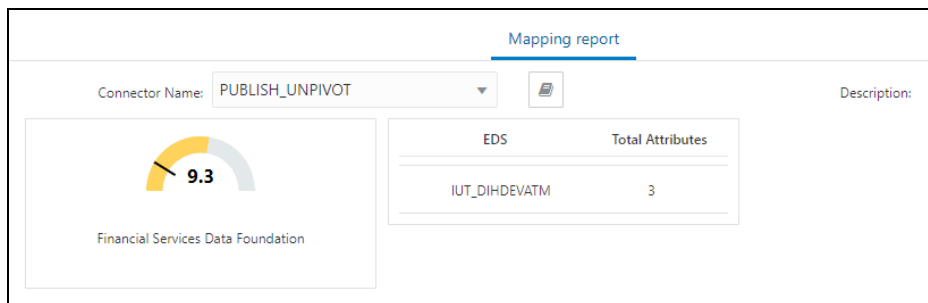 Mapping report
Connector Name: PUBLISH_UNPIVOT Description:
9.3
Financial Services Data Foundation
EDS Total Attributes
IUT_DIHDEVATM 3